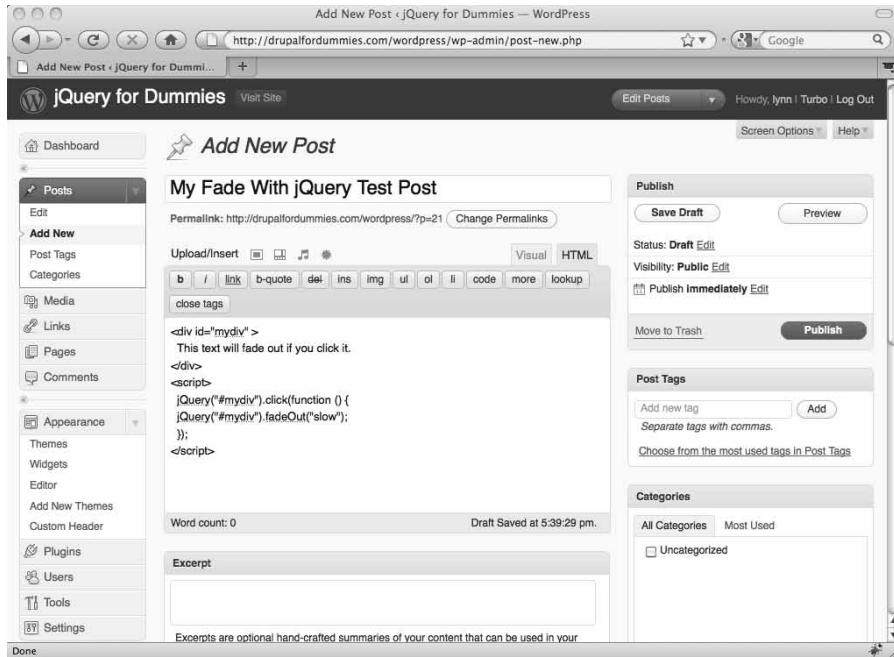 Add New Post ‹ jQuery for Dummies — WordPress
http://drupalfordummies.com/wordpress/wp-admin/post-new.php
Google
Add New Post ‹ jQuery for Dummi...
+
jQuery for Dummies
Visit Site
Edit Posts
Howdy, lynn | Turbo | Log Out
Screen Options
Help
Dashboard
Posts
Edit
Add New
Post Tags
Categories
Media
Links
Pages
Comments
Appearance
Themes
Widgets
Editor
Add New Themes
Custom Header
Plugins
Users
Tools
Settings
Add New Post
My Fade With jQuery Test Post
Permalink: http://drupalfordummies.com/wordpress/?p=21 Change Permalinks
Upload/Insert
Visual
HTML
b i link b-quote del ins img ul ol li code more lookup
close tags
<div id="mydiv" >
This text will fade out if you click it.
</div>
<script>
jQuery("#mydiv").click(function () {
jQuery("#mydiv").fadeOut("slow");
});
</script>
Word count: 0
Draft Saved at 5:39:29 pm.
Excerpt
Excerpts are optional hand-crafted summaries of your content that can be used in your
Publish
Save Draft
Preview
Status: Draft Edit
Visibility: Public Edit
Publish immediately Edit
Move to Trash
Publish
Post Tags
Add new tag
Add
Separate tags with commas.
Choose from the most used tags in Post Tags
Categories
All Categories
Most Used
Uncategorized
Done